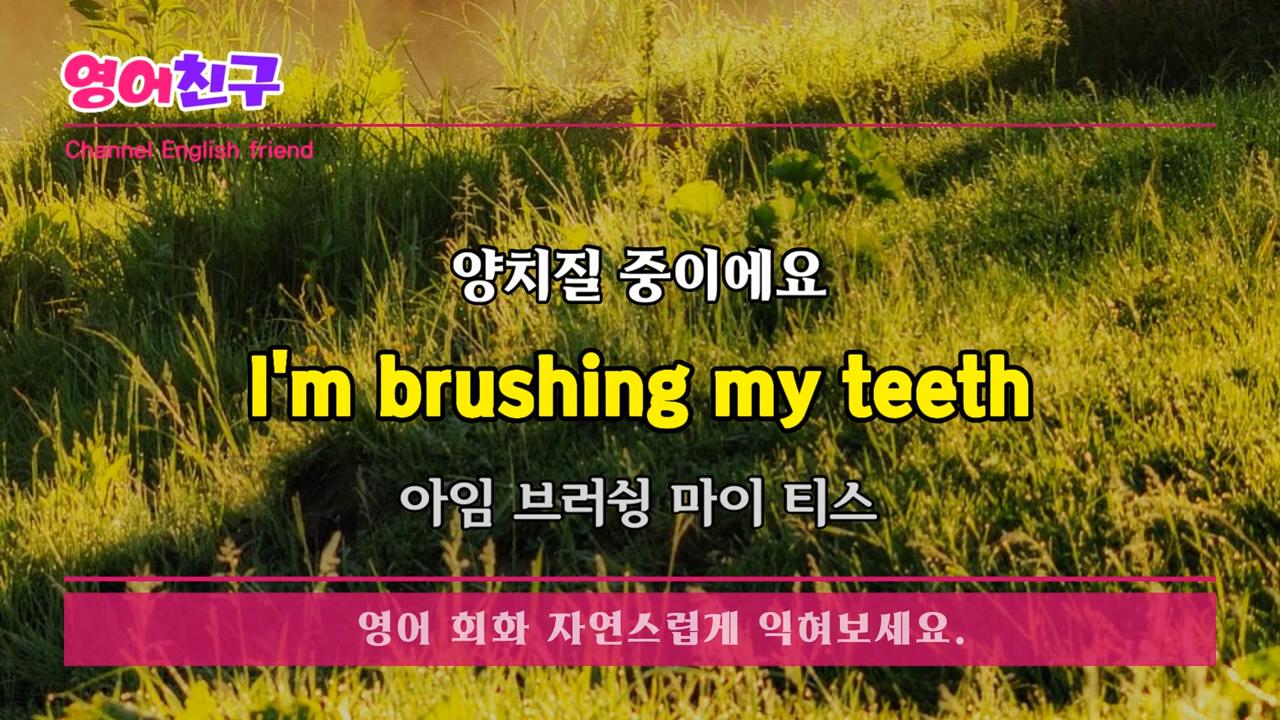 영어친구
Channel English friend
양치질 중이에요
I'm brushing my teeth
아임 브러슁 마이 티스
영어 회화 자연스럽게 익혀보세요.